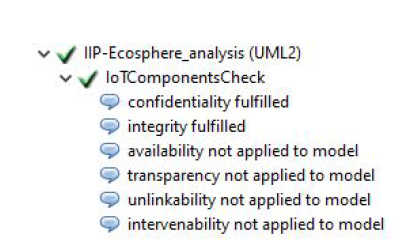 IIP-Ecosphere_analysis (UML2)
IoTComponentsCheck
confidentiality fulfilled
integrity fulfilled
availability not applied to model
transparency not applied to model
unlinkability not applied to model
intervenability not applied to model